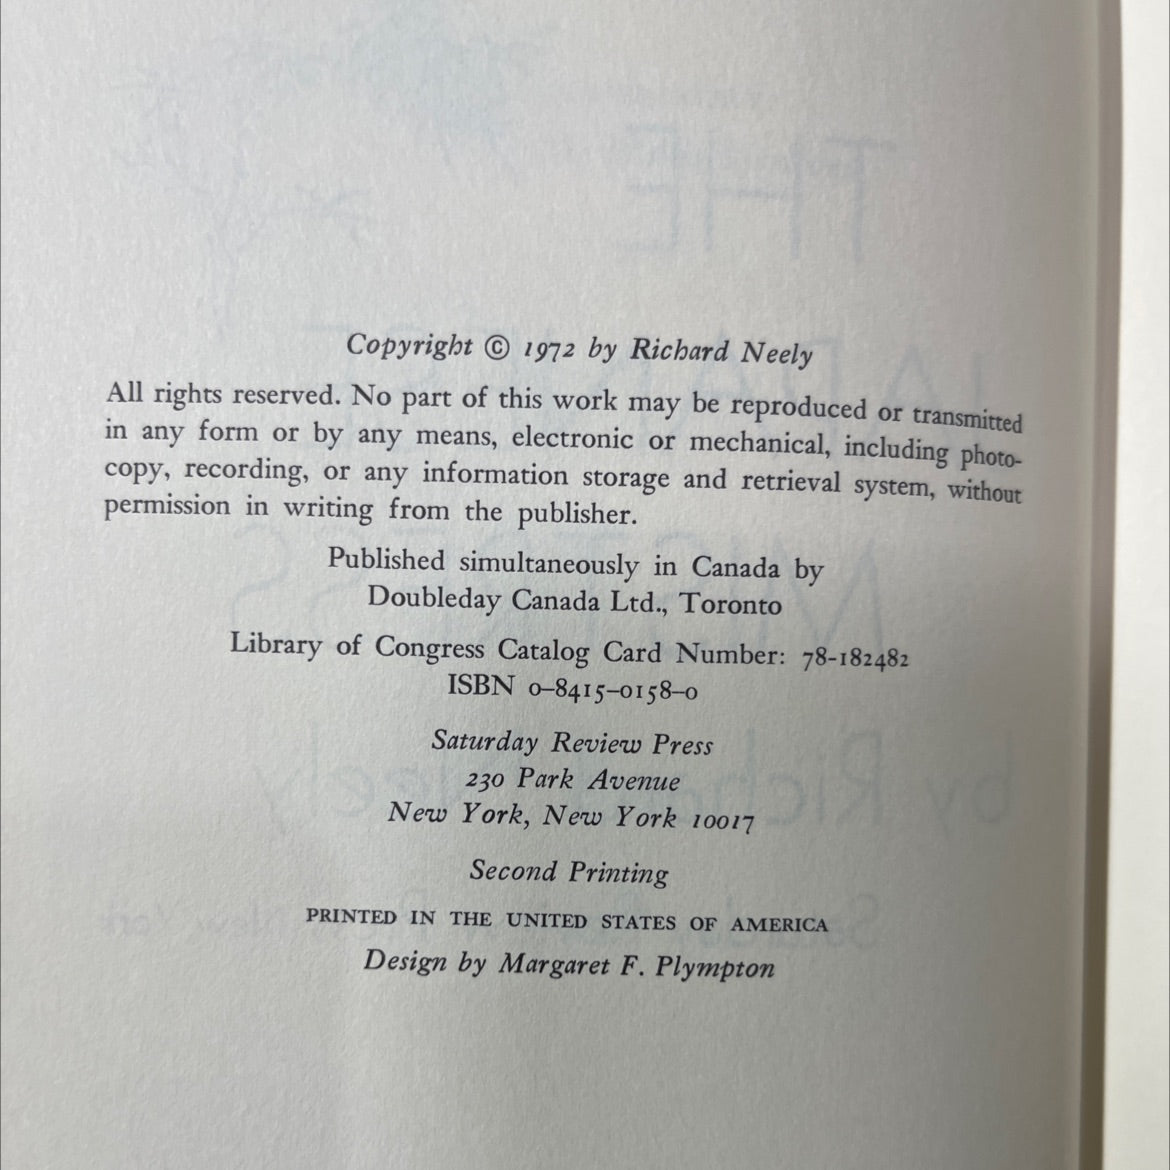 Copyright © 1972 by Richard Neely
All rights reserved. No part of this work may be reproduced or transmitted
in any form or by any means, electronic or mechanical, including photo-
copy, recording, or any information storage and retrieval system, without
permission in writing from the publisher.
Published simultaneously in Canada by
Doubleday Canada Ltd., Toronto
Library of Congress Catalog Card Number: 78-182482
ISBN 0–8415–0158–0
Saturday Review Press
230 Park Avenue
New York, New York 10017
Second Printing
PRINTED IN THE UNITED STATES OF AMERICA
Design by Margaret F. Plympton